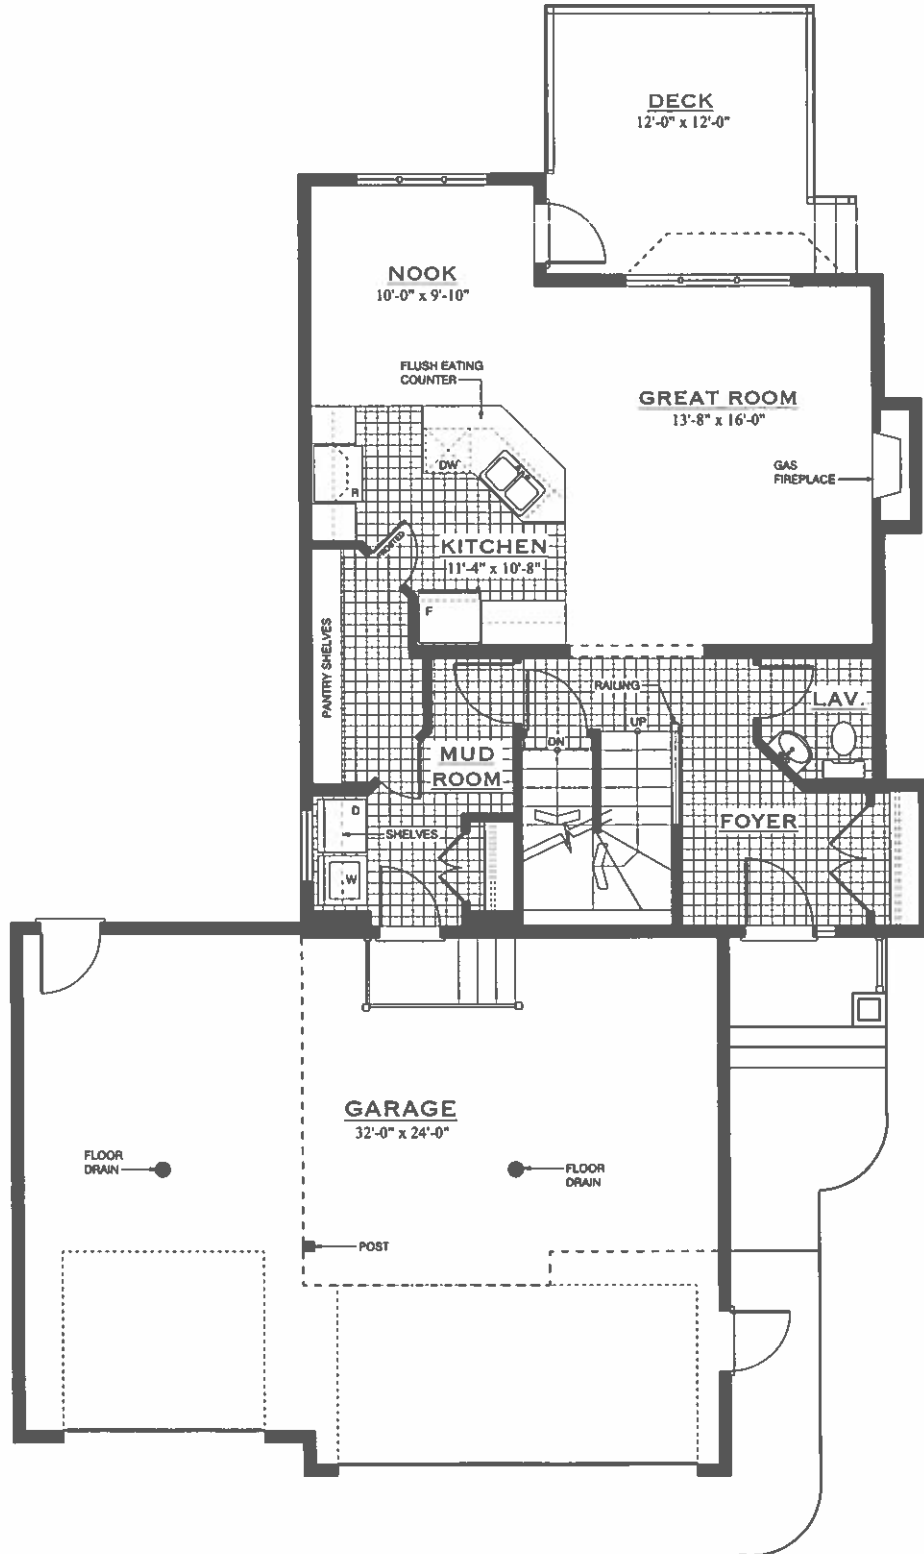 DECK
12'-0" x 12'-0"
NOOK
10'-0" x 9'-10"
FLUSH EATING
COUNTER
GREAT ROOM
13'-8" x 16'-0"
DW
GAS
FIREPLACE
R
FROSTED
KITCHEN
11'-4" x 10'-8"
F
PANTRY SHELVES
RAILING
LAV.
UP
DN
MUD
ROOM
D
SHELVES
FOYER
W
GARAGE
32'-0" x 24'-0"
FLOOR
DRAIN
FLOOR
DRAIN
POST